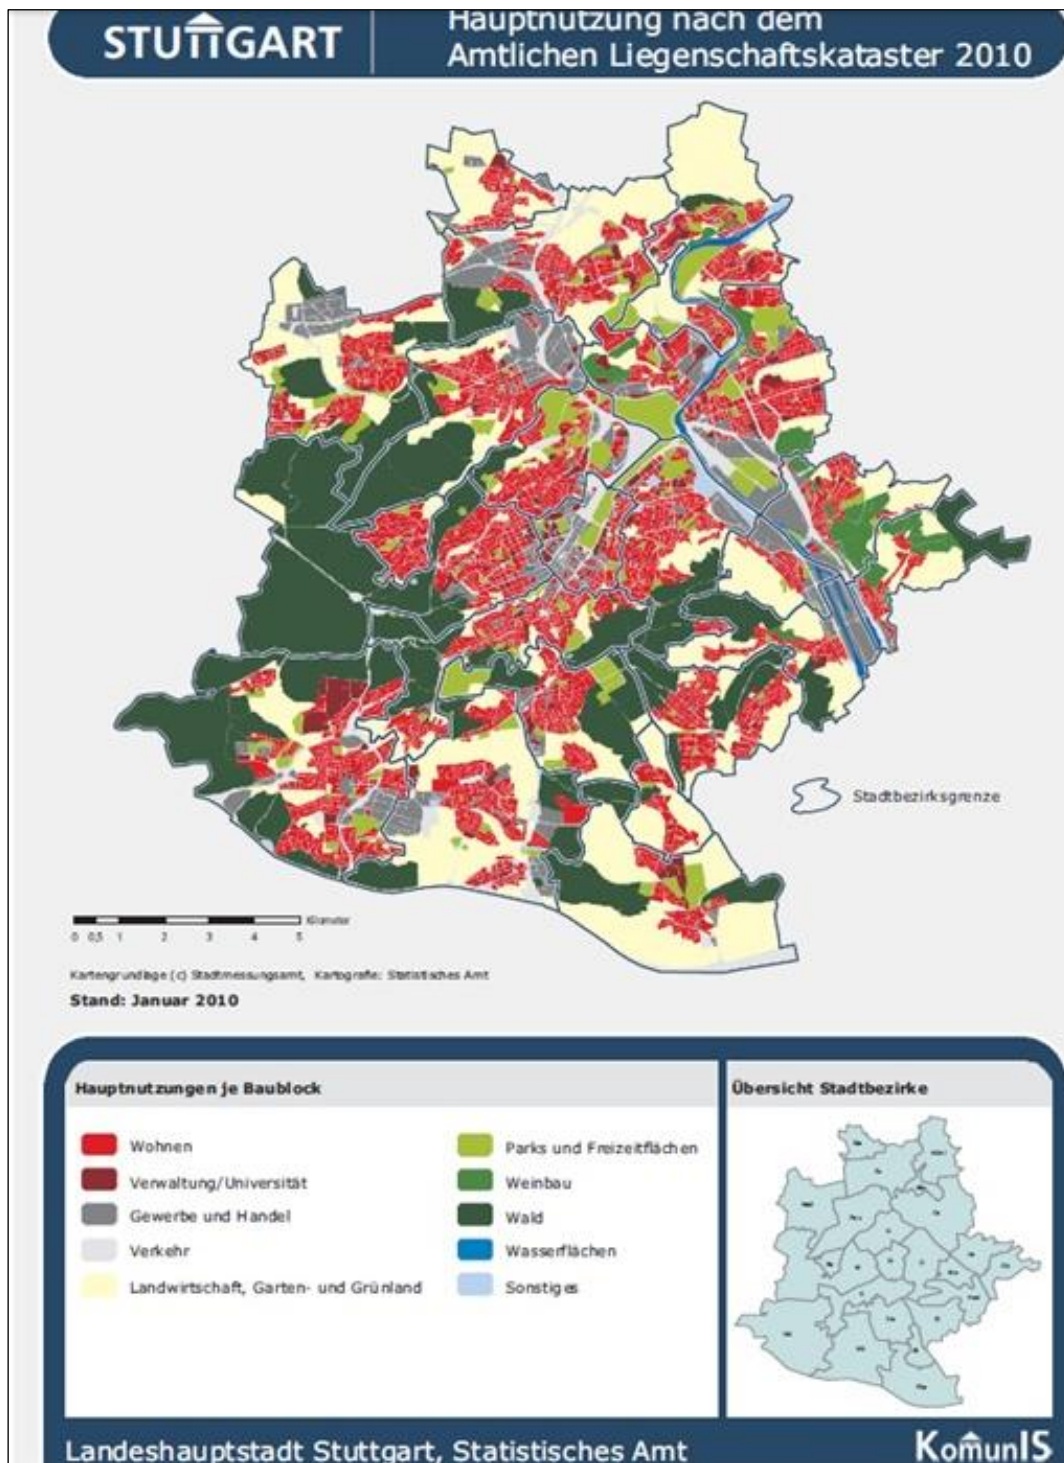 STUTTGART
Hauptnutzung nach dem
Amtlichen Liegenschaftskataster 2010
Stadtbezirksgrenze
Kilometer
0 0,5 1 2 3 4 5
Kartengrundlage (c) Stadtmessungsamt, Kartografie: Statistisches Amt
Stand: Januar 2010
Hauptnutzungen je Baublock
Wohnen
Verwaltung/Universität
Gewerbe und Handel
Verkehr
Landwirtschaft, Garten- und Grünland
Parks und Freizeitflächen
Weinbau
Wald
Wasserflächen
Sonstiges
Übersicht Stadtbezirke
Landeshauptstadt Stuttgart, Statistisches Amt
KomunIS